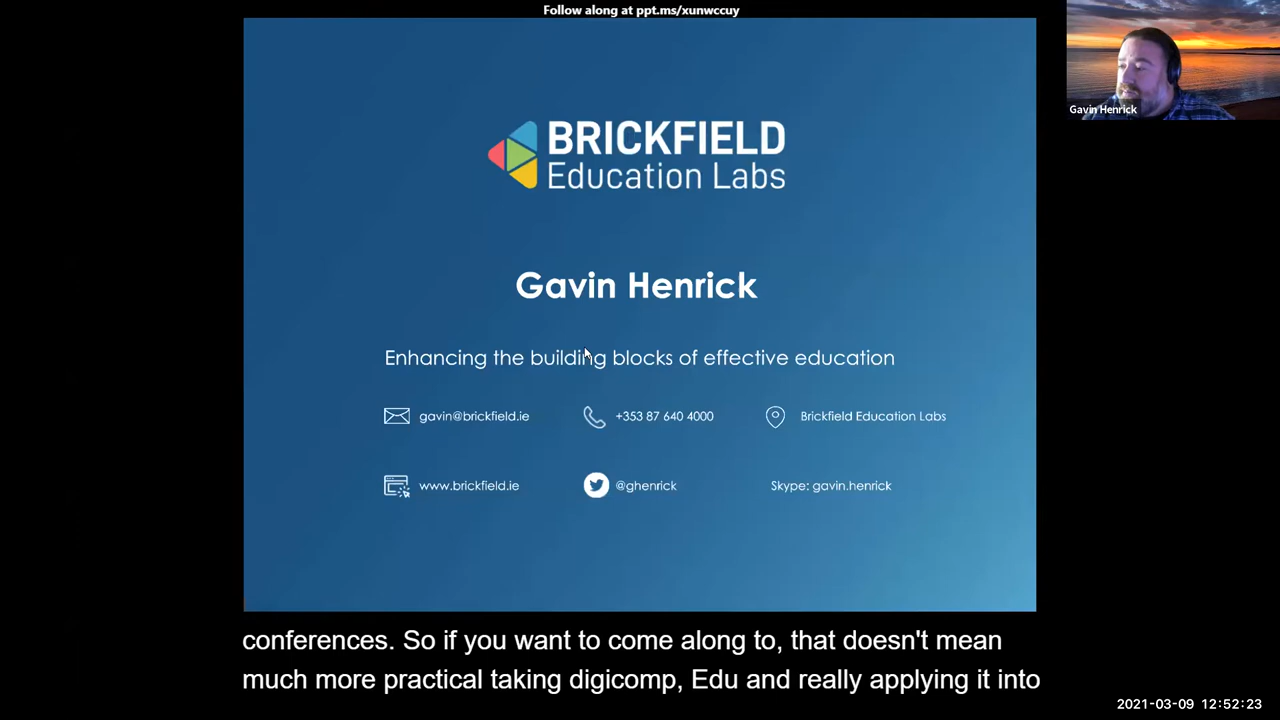 Follow along at ppt.ms/xunwccuy
Gavin Henrick
BRICKFIELD
Education Labs
Gavin Henrick
Enhancing the building blocks of effective education
gavin@brickfield.ie
+353 87 640 4000
Brickfield Education Labs
www.brickfield.ie
@ghenrick
Skype: gavin.henrick
conferences. So if you want to come along to, that doesn't mean
much more practical taking digicomp, Edu and really applying it into
2021-03-09 12:52:23